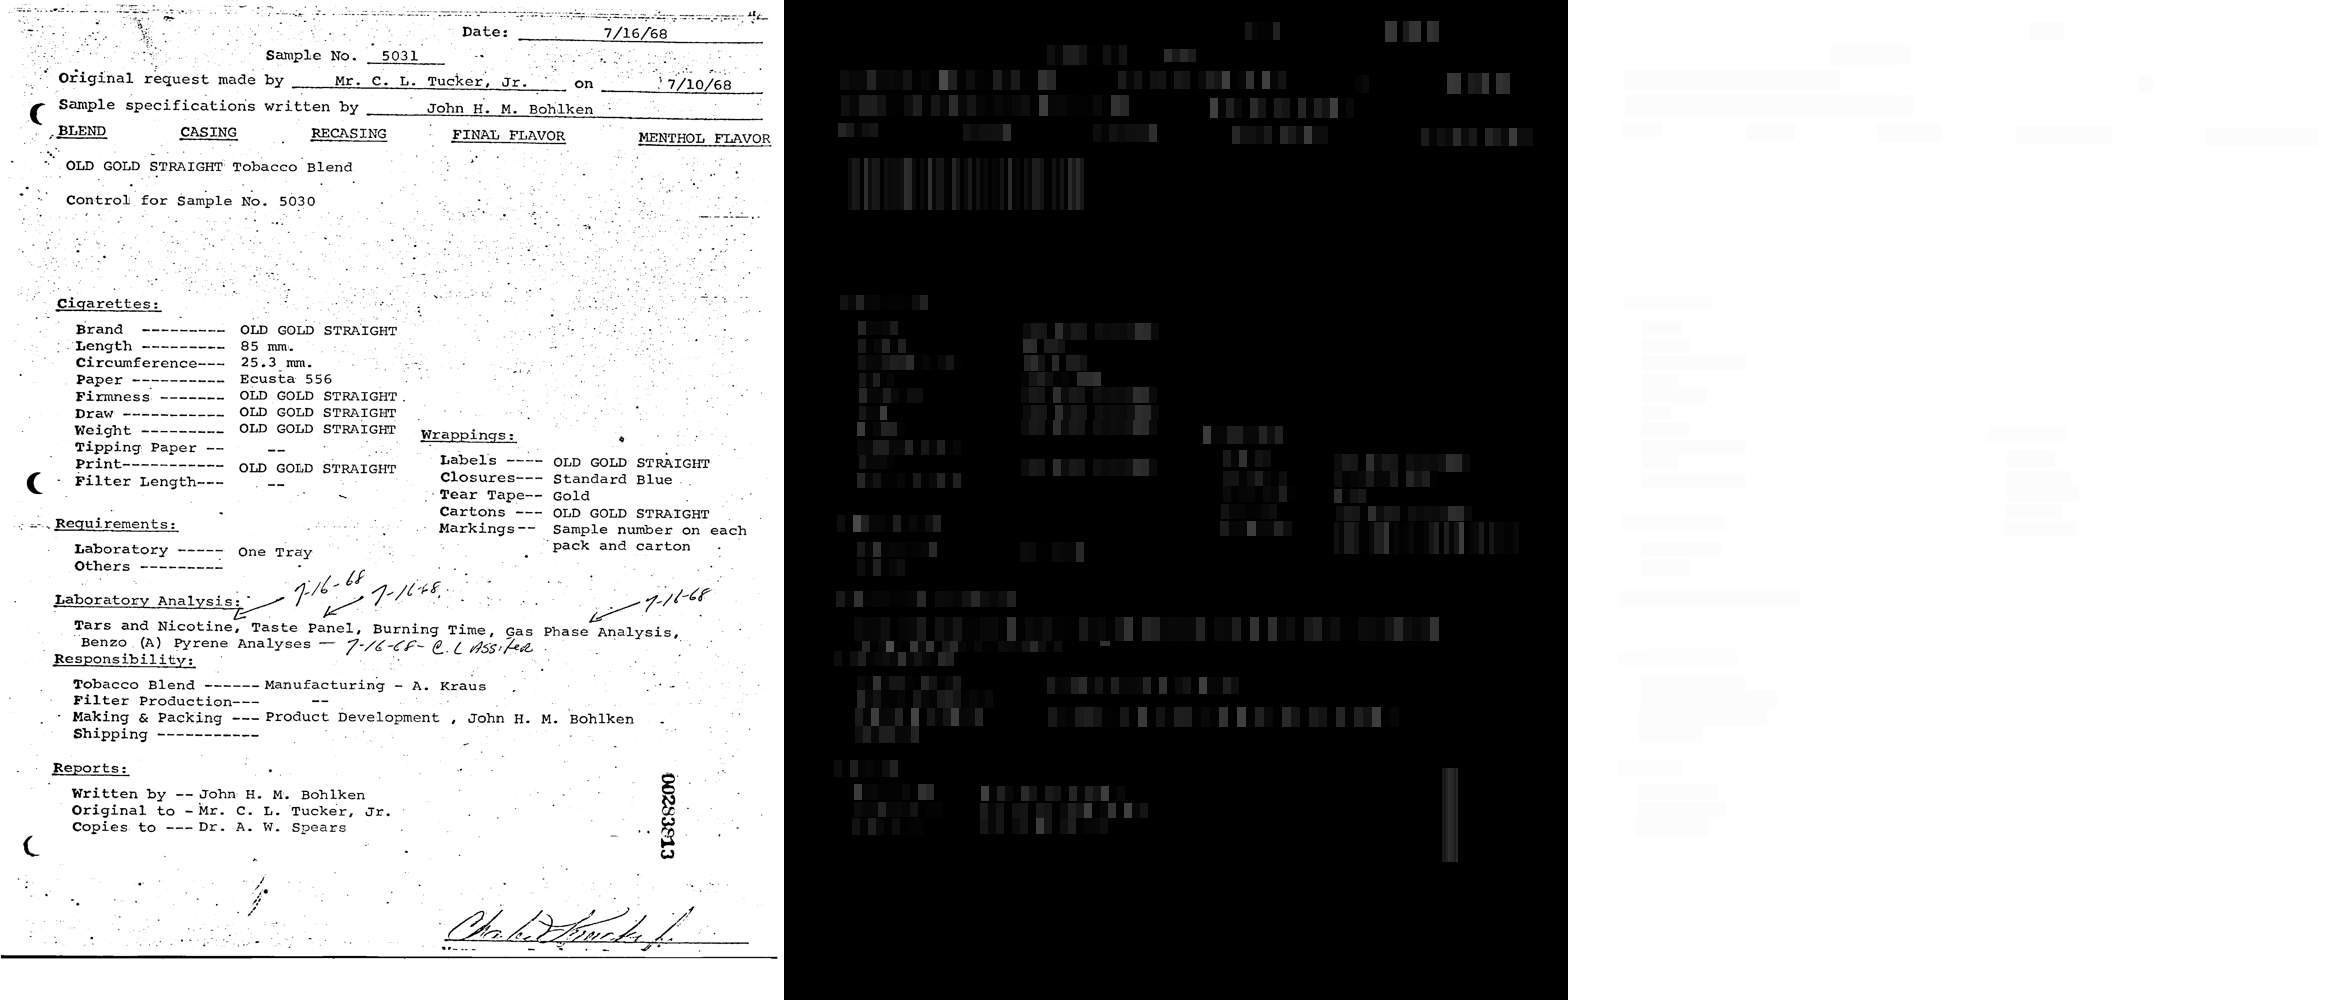 Date: 7/16/68
Sample No. 5031
Original request made by Mr. C. L. Tucker, Jr. on 7/10/68
Sample specifications written by John H. M. Bohlken
BLEND CASING RECASING FINAL FLAVOR MENTHOL FLAVOR
OLD GOLD STRAIGHT Tobacco Blend
Control for Sample No. 5030
Cigarettes:
Brand --------- OLD GOLD STRAIGHT
Length --------- 85 mm.
Circumference--- 25.3 mm.
Paper ---------- Ecusta 556
Firmness ------- OLD GOLD STRAIGHT
Draw ----------- OLD GOLD STRAIGHT
Weight --------- OLD GOLD STRAIGHT
Tipping Paper -- --
Print----------- OLD GOLD STRAIGHT
Filter Length--- --
Wrappings:
Labels ---- OLD GOLD STRAIGHT
Closures--- Standard Blue
Tear Tape-- Gold
Cartons --- OLD GOLD STRAIGHT
Markings-- Sample number on each
pack and carton
Requirements:
Laboratory ----- One Tray
Others ---------
7-16-68 7-16-68 7-16-68
Laboratory Analysis:
Tars and Nicotine, Taste Panel, Burning Time, Gas Phase Analysis,
Benzo (A) Pyrene Analyses — 7-16-68 - C. L
Responsibility:
Tobacco Blend ------ Manufacturing - A. Kraus
Filter Production--- --
Making & Packing --- Product Development , John H. M. Bohlken
Shipping -----------
Reports:
Written by -- John H. M. Bohlken
Original to - Mr. C. L. Tucker, Jr.
Copies to --- Dr. A. W. Spears
00283813